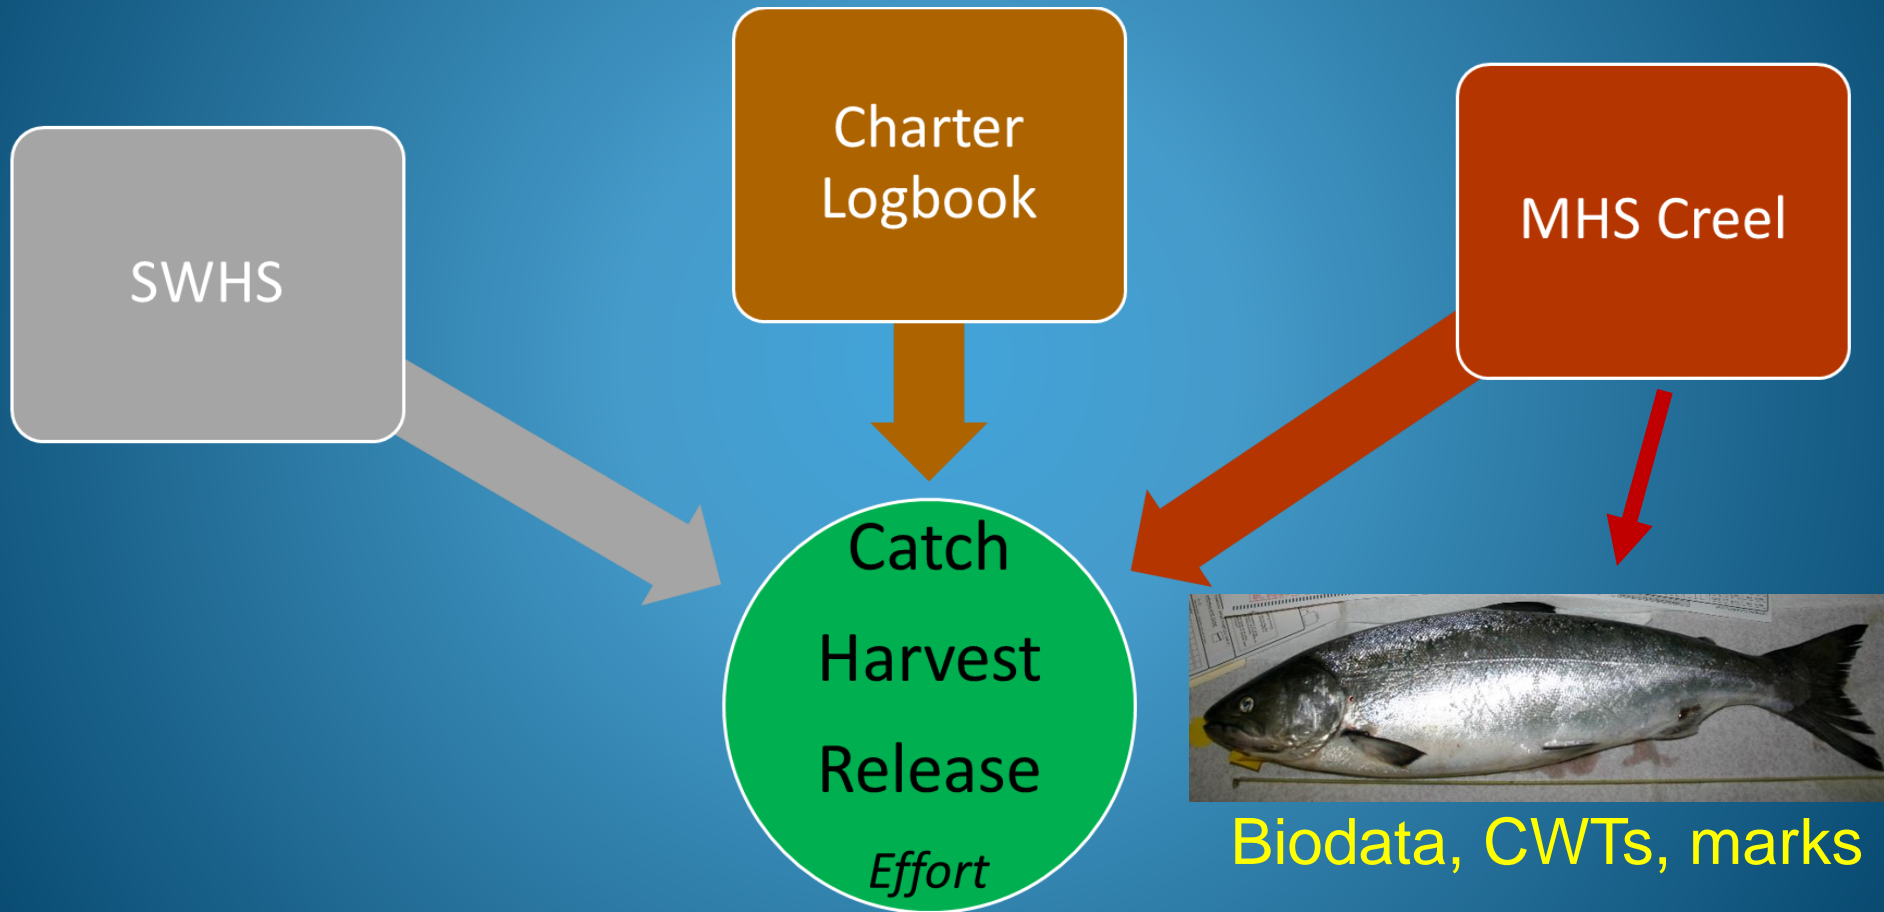 SWHS
Charter
Logbook
MHS Creel
Catch
Harvest
Release
Effort
Biodata, CWTs, marks